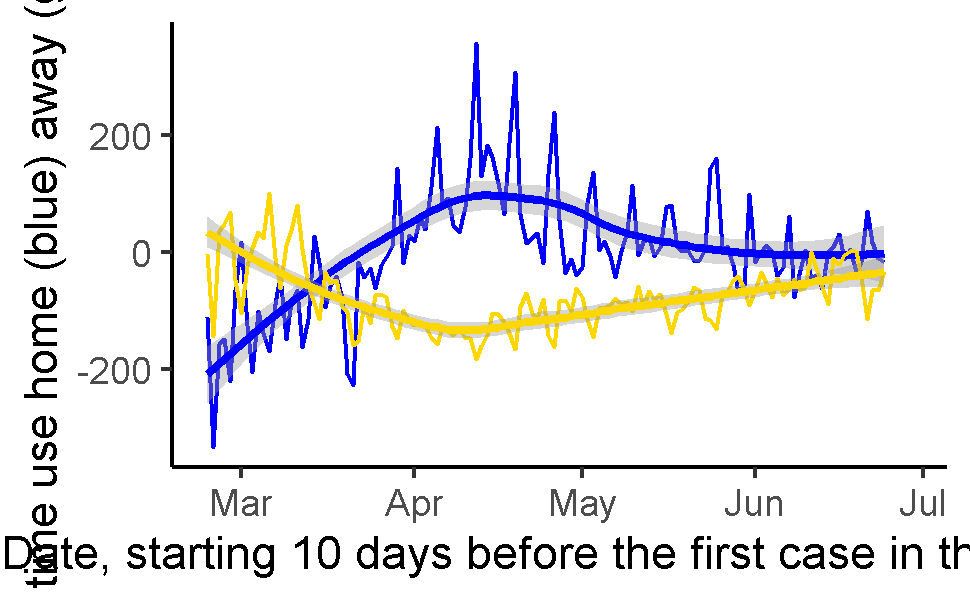 time use home (blue) away (
200
0
-200
Mar Apr May Jun Jul
Date, starting 10 days before the first case in th